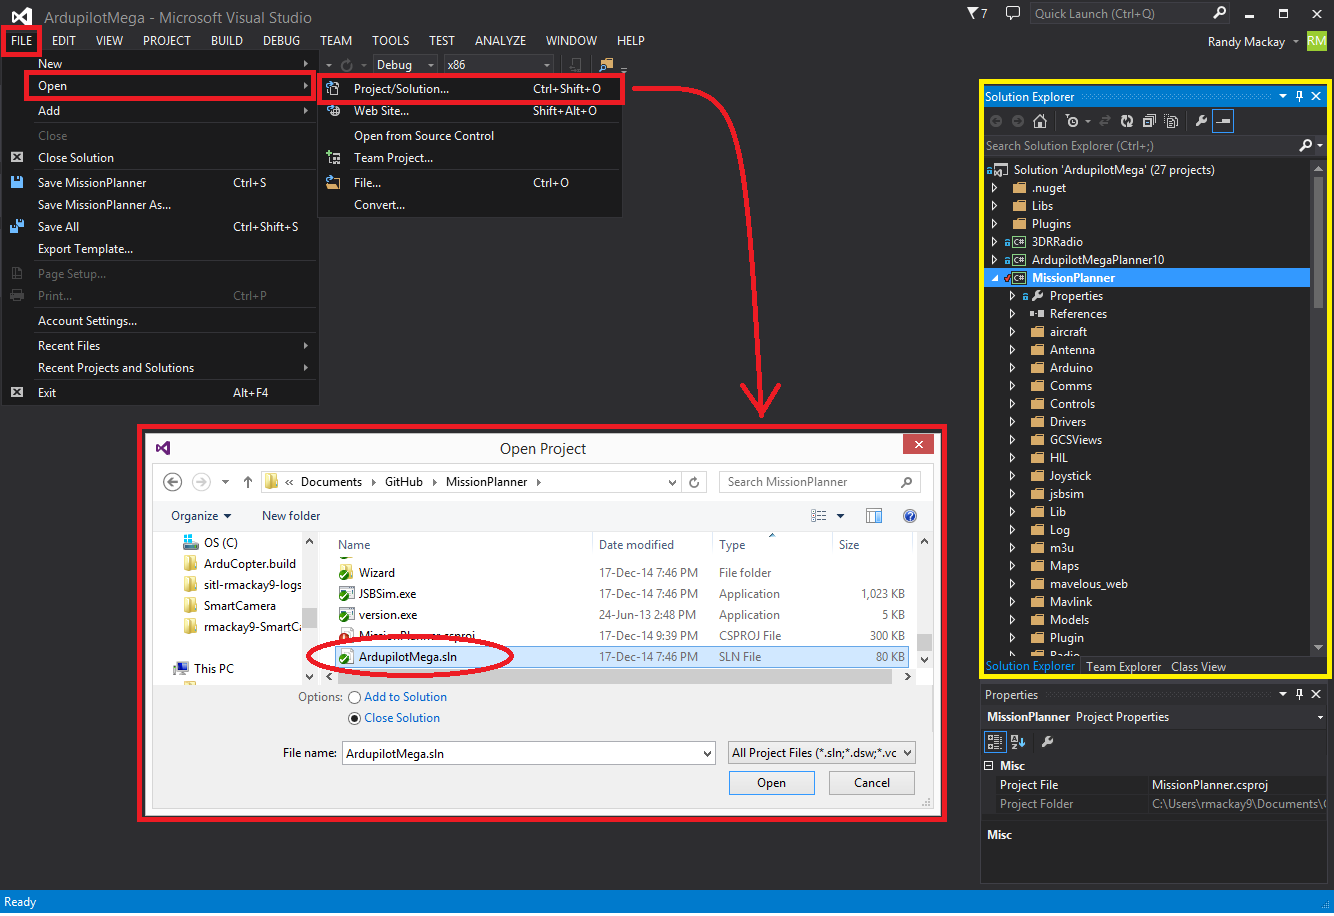 ArdupilotMega - Microsoft Visual Studio
7
Quick Launch (Ctrl+Q)
FILE EDIT VIEW PROJECT BUILD DEBUG TEAM TOOLS TEST ANALYZE WINDOW HELP
Randy Mackay RM
Debug x86
New
Open
Add
Close
Close Solution
Save MissionPlanner Ctrl+S
Save MissionPlanner As...
Save All Ctrl+Shift+S
Export Template...
Page Setup...
Print... Ctrl+P
Account Settings...
Recent Files
Recent Projects and Solutions
Exit Alt+F4
Project/Solution... Ctrl+Shift+O
Web Site... Shift+Alt+O
Open from Source Control
Team Project...
File... Ctrl+O
Convert...
Solution Explorer
Search Solution Explorer (Ctrl+;)
Solution 'ArdupilotMega' (27 projects)
.nuget
Libs
Plugins
C# 3DRRadio
C# ArdupilotMegaPlanner10
C# MissionPlanner
Properties
References
aircraft
Antenna
Arduino
Comms
Controls
Drivers
GCSViews
HIL
Joystick
jsbsim
Lib
Log
m3u
Maps
mavelous_web
Mavlink
Models
Plugin
Radio
Solution Explorer Team Explorer Class View
Properties
MissionPlanner Project Properties
Misc
Project File MissionPlanner.csproj
Project Folder C:\Users\rmackay9\Documents\
Misc
Open Project
« Documents GitHub MissionPlanner
Search MissionPlanner
Organize New folder
OS (C)
ArduCopter.build
sitl-rmackay9-logs
SmartCamera
rmackay9-SmartCa
This PC
Name Date modified Type Size
Wizard 17-Dec-14 7:46 PM File folder
JSBSim.exe 17-Dec-14 7:46 PM Application 1,023 KB
version.exe 24-Jun-13 2:48 PM Application 5 KB
MissionPlanner.csproj 17-Dec-14 9:39 PM CSPROJ File 300 KB
ArdupilotMega.sln 17-Dec-14 7:46 PM SLN File 80 KB
Options: Add to Solution
Close Solution
File name: ArdupilotMega.sln
All Project Files (*.sln;*.dsw;*.vc
Open Cancel
Ready